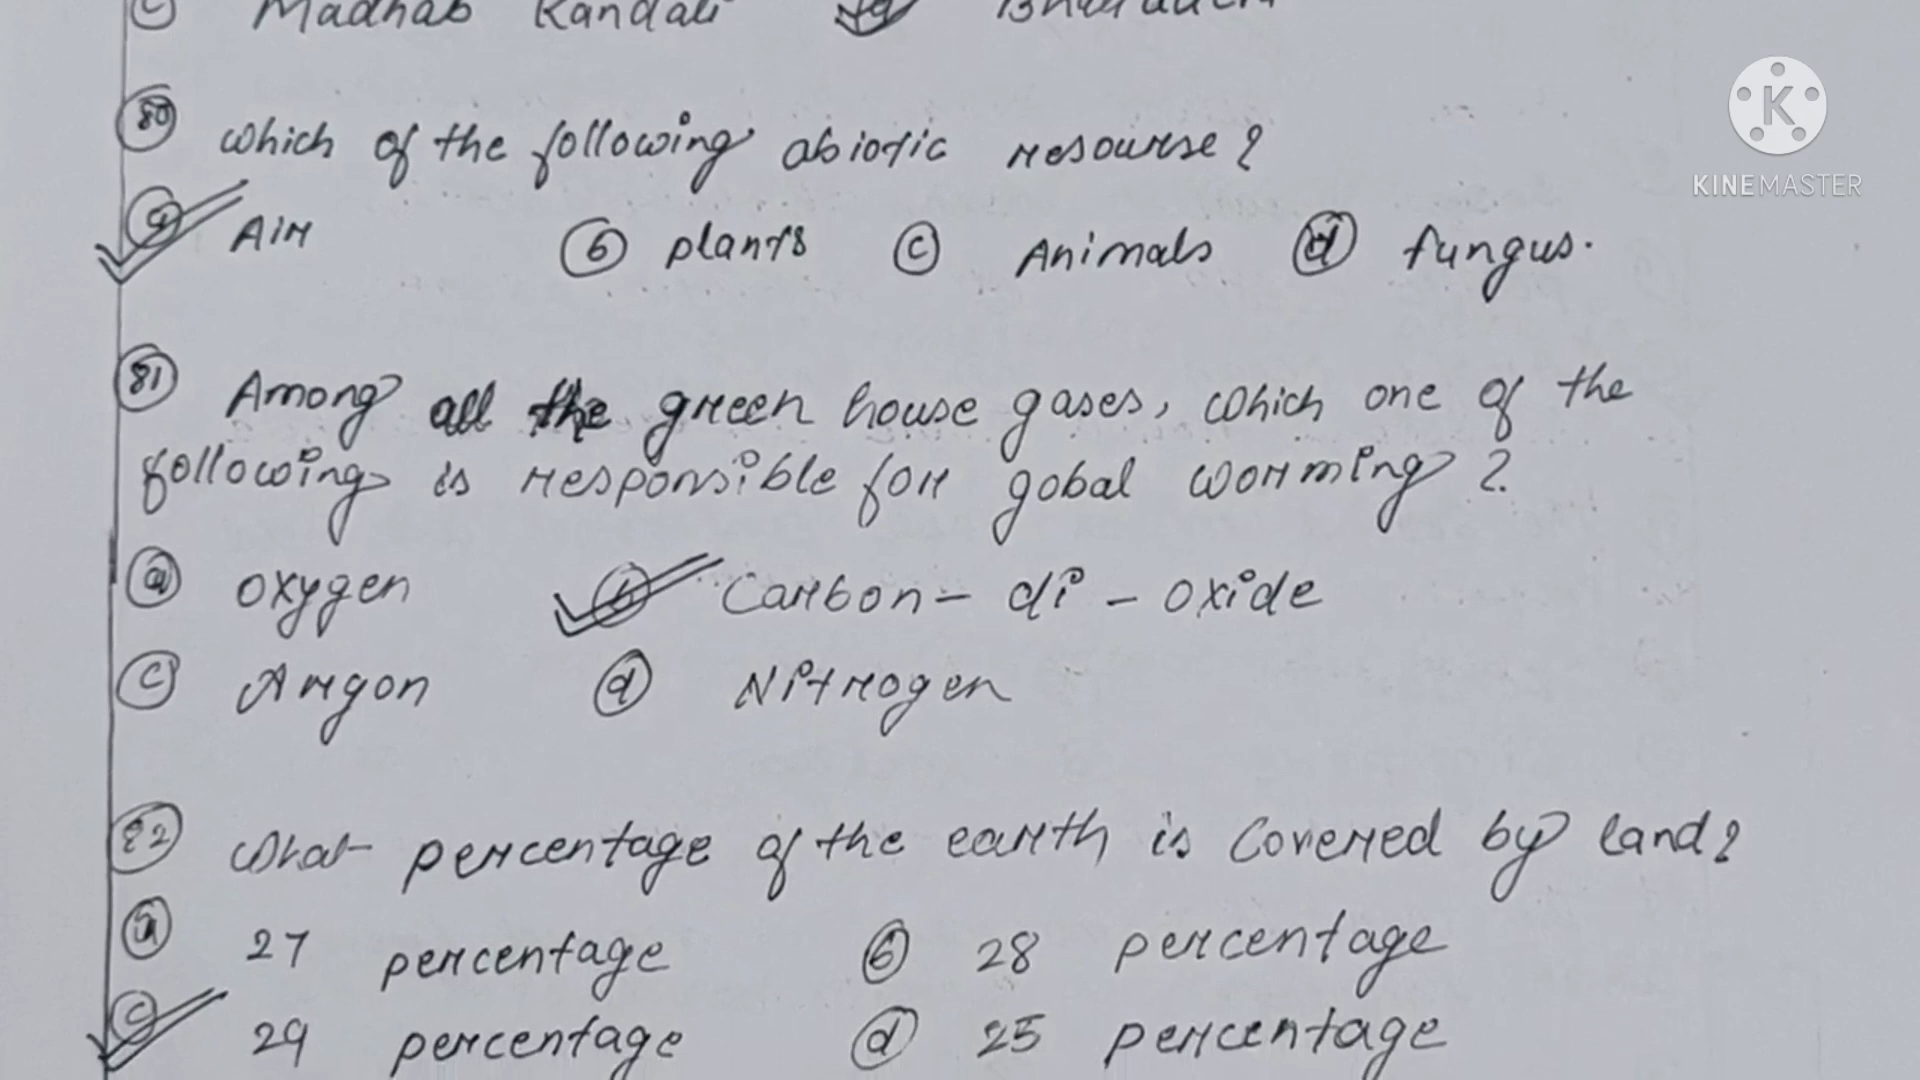 (c) Madhab Kandali (d)
(80) Which of the following abiotic resourse?
(a) Air (b) plants (c) Animals (d) fungus.
(81) Among all the green house gases, which one of the
following is responsible for gobal worming?
(a) oxygen (b) Carbon - di - oxide
(c) Argon (d) Nitrogen
(82) What percentage of the earth is covered by land?
(a) 27 percentage (b) 28 percentage
(c) 29 percentage (d) 25 percentage
K
KINEMASTER